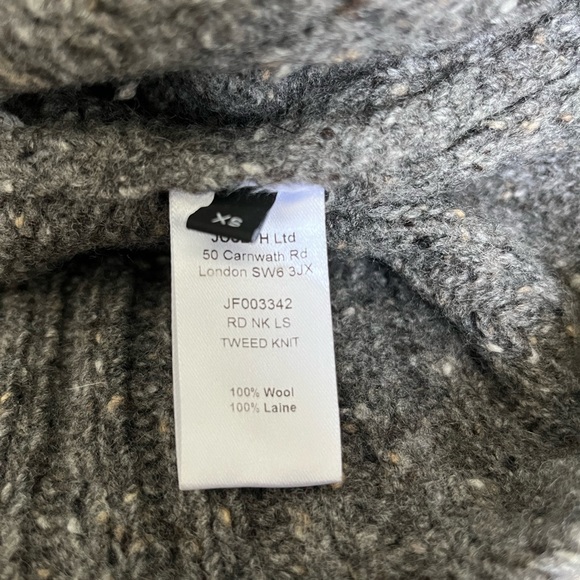 XS
H Ltd
50 Carnwath Rd
London SW6 3JX
JF003342
RD NK LS
TWEED KNIT
100% Wool
100% Laine